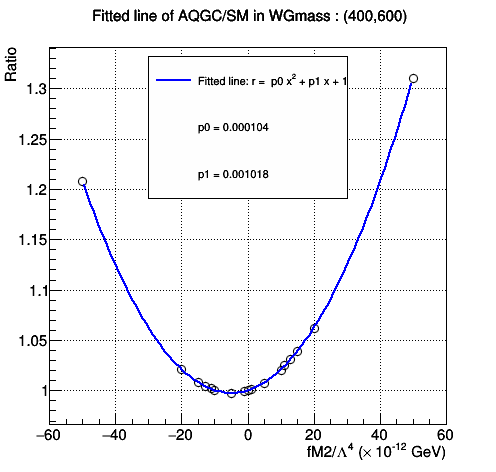 Fitted line of AQGC/SM in WGmass : (400,600)
Ratio
Fitted line: r = p0 x² + p1 x + 1
p0 = 0.000104
p1 = 0.001018
1.3
1.25
1.2
1.15
1.1
1.05
1
−60 −40 −20 0 20 40 60
fM2/Λ⁴ (× 10⁻¹² GeV)